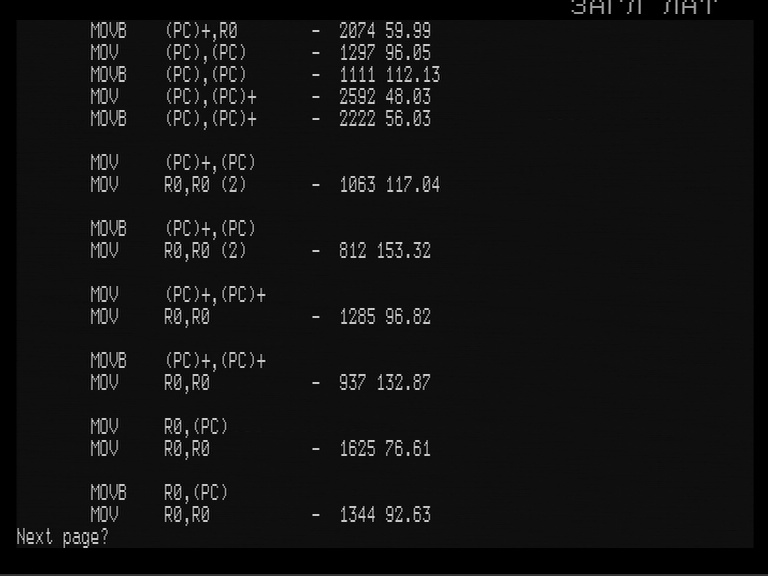 ЗАГЛ ЛАТ
MOVB (PC)+,R0 - 2074 59.99
MOV (PC),(PC) - 1297 96.05
MOVB (PC),(PC) - 1111 112.13
MOV (PC),(PC)+ - 2592 48.03
MOVB (PC),(PC)+ - 2222 56.03
MOV (PC)+,(PC)
MOV R0,R0 (2) - 1063 117.04
MOVB (PC)+,(PC)
MOV R0,R0 (2) - 812 153.32
MOV (PC)+,(PC)+
MOV R0,R0 - 1285 96.82
MOVB (PC)+,(PC)+
MOV R0,R0 - 937 132.87
MOV R0,(PC)
MOV R0,R0 - 1625 76.61
MOVB R0,(PC)
MOV R0,R0 - 1344 92.63
Next page?